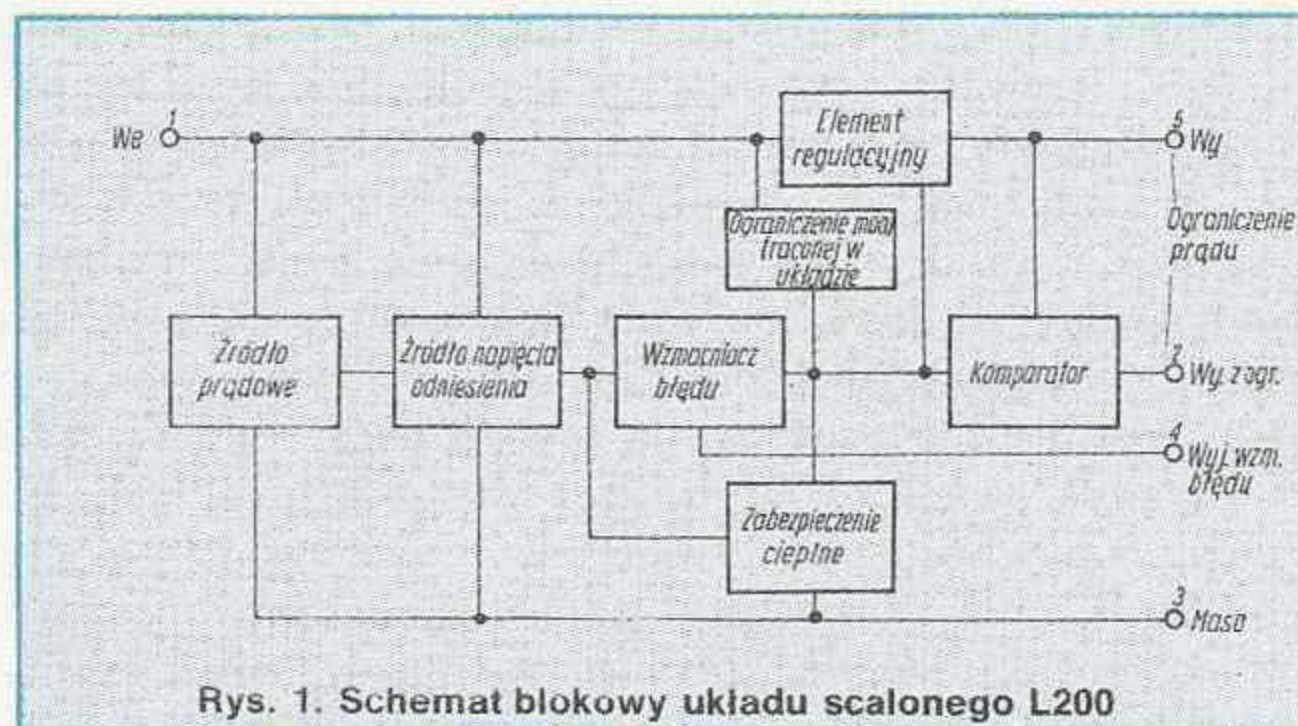 1
We
Element
regulacyjny
5
Wy
Ograniczenie mocy
traconej w
układzie
Ograniczenie
prądu
Źródło
prądowe
Źródło napięcia
odniesienia
Wzmacniacz
błędu
Komparator
2
Wy. z ogr.
4
Wyj. wzm.
błędu
Zabezpieczenie
cieplne
3
Masa
Rys. 1. Schemat blokowy układu scalonego L200